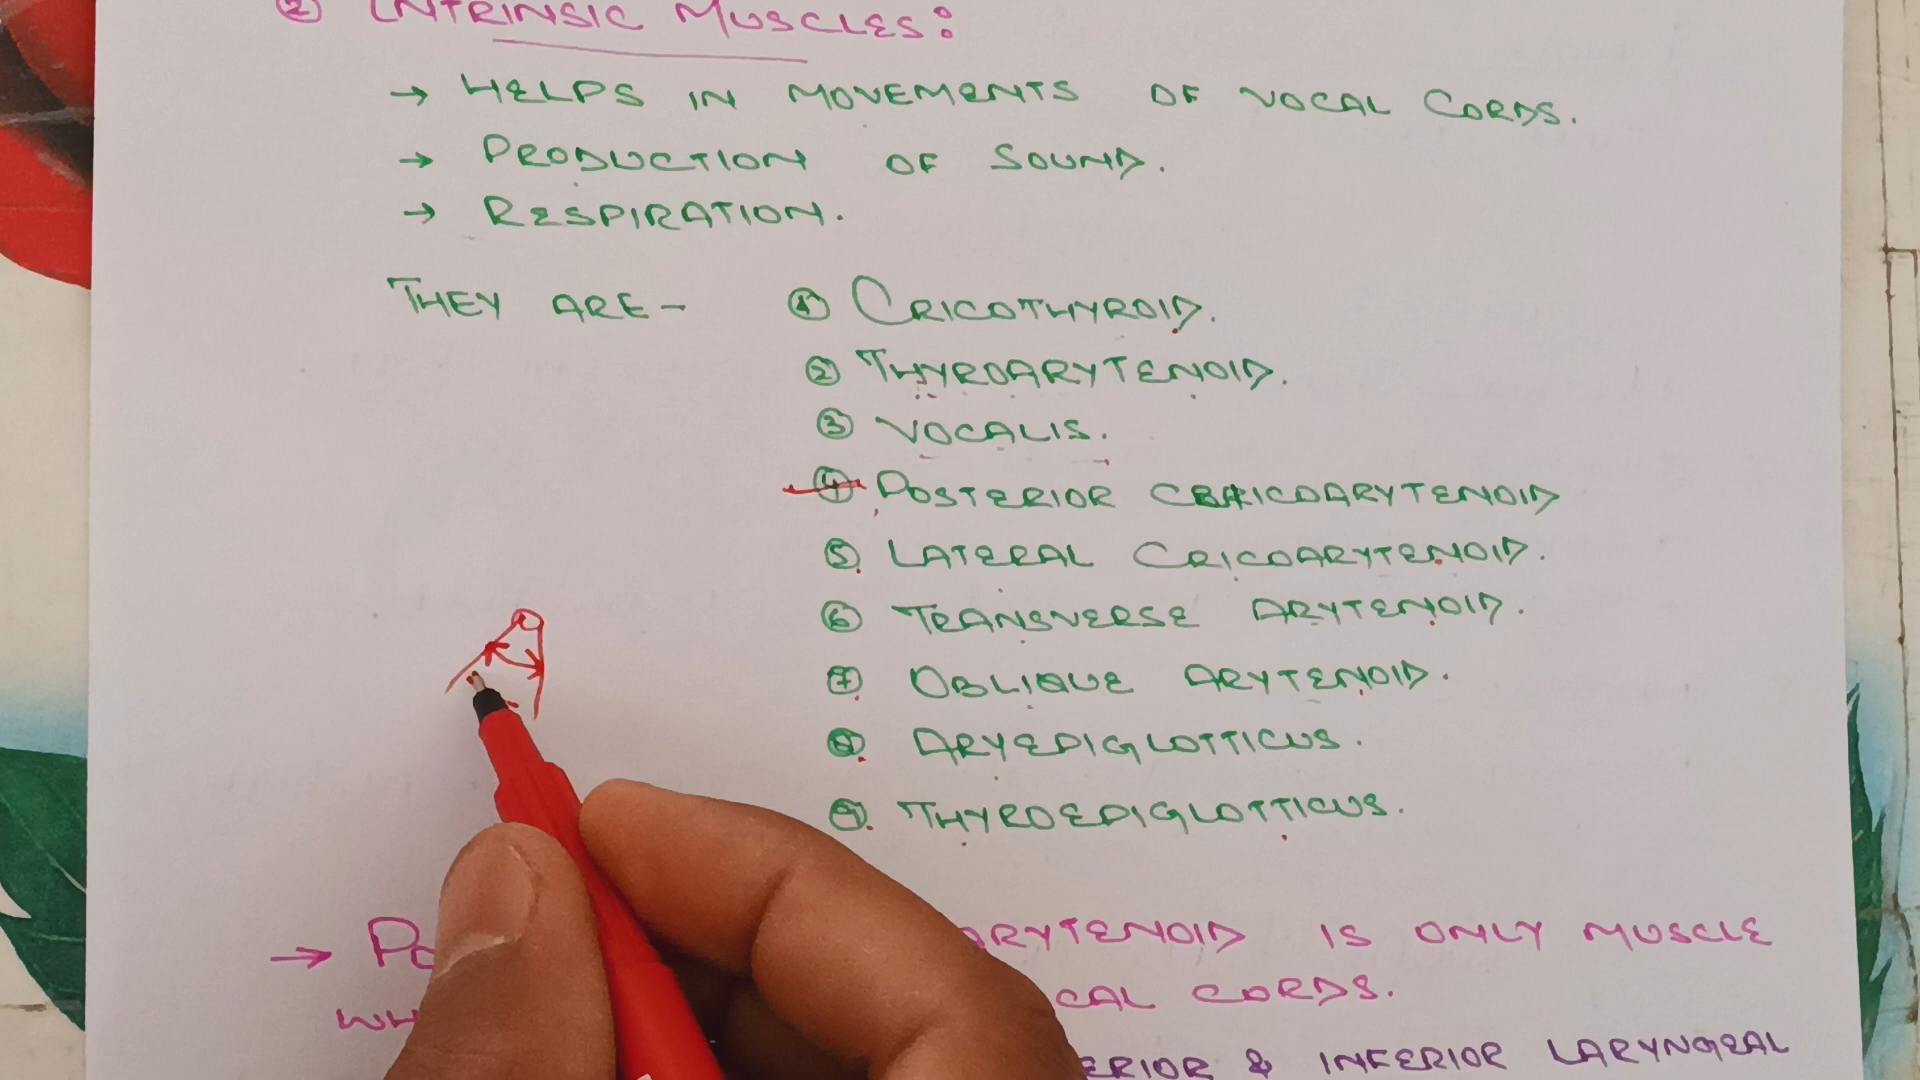 ② INTRINSIC MUSCLES:
→ HELPS IN MOVEMENTS OF VOCAL CORDS.
→ PRODUCTION OF SOUND.
→ RESPIRATION.
THEY ARE - ① CRICOTHYROID.
② THYROARYTENOID.
③ VOCALIS.
④ POSTERIOR CRICOARYTENOID
⑤ LATERAL CRICOARYTENOID.
⑥ TRANSVERSE ARYTENOID.
⑦ OBLIQUE ARYTENOID.
⑧ ARYEPIGLOTTICUS.
⑨ THYROEPIGLOTTICUS.
→ PO ARYTENOID IS ONLY MUSCLE
WH CAL CORDS.
ERIOR & INFERIOR LARYNGEAL